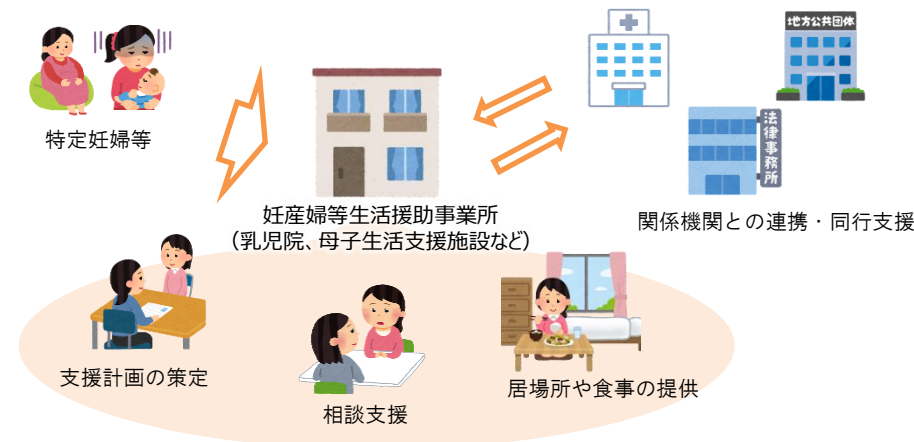 地方公共団体
法律事務所
特定妊婦等
妊産婦等生活援助事業所
（乳児院、母子生活支援施設など）
関係機関との連携・同行支援
支援計画の策定
相談支援
居場所や食事の提供